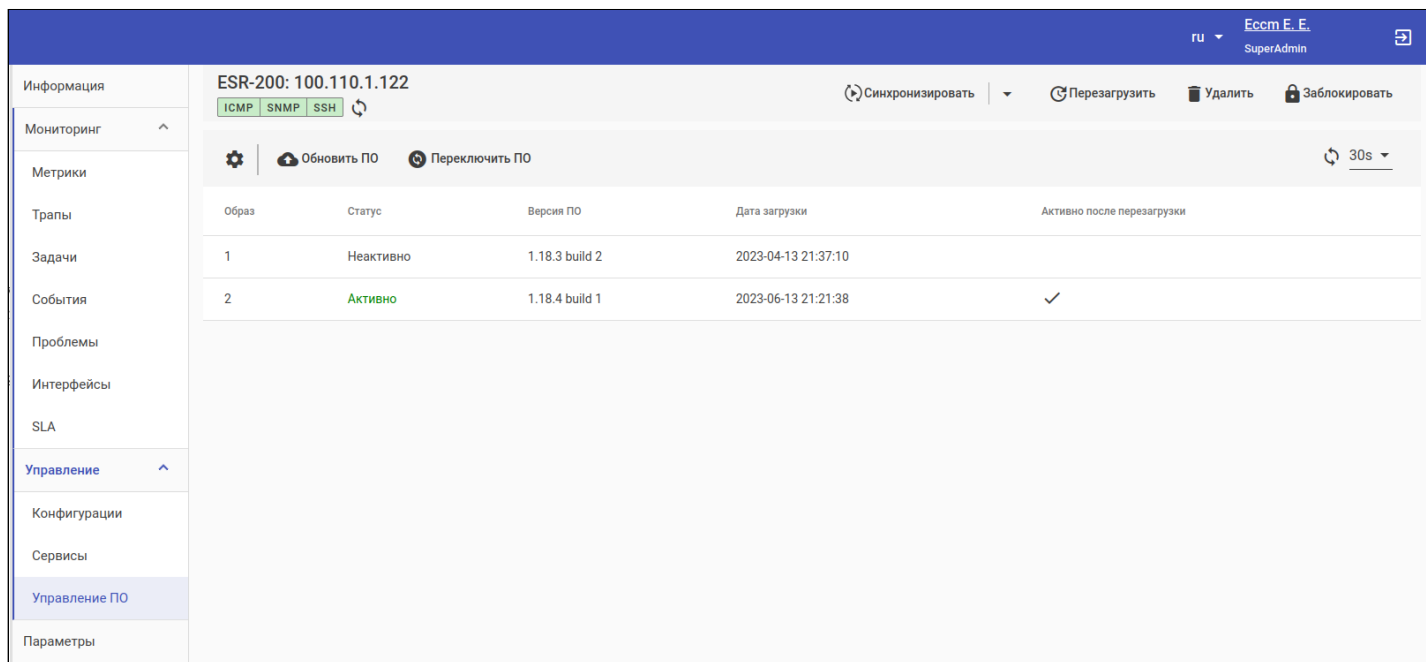 ru
Eccm E. E.
SuperAdmin
Информация
Мониторинг
Метрики
Трапы
Задачи
События
Проблемы
Интерфейсы
SLA
Управление
Конфигурации
Сервисы
Управление ПО
Параметры
ESR-200: 100.110.1.122
ICMP SNMP SSH
Синхронизировать Перезагрузить Удалить Заблокировать
Обновить ПО Переключить ПО 30s
Образ Статус Версия ПО Дата загрузки Активно после перезагрузки
1 Неактивно 1.18.3 build 2 2023-04-13 21:37:10
2 Активно 1.18.4 build 1 2023-06-13 21:21:38